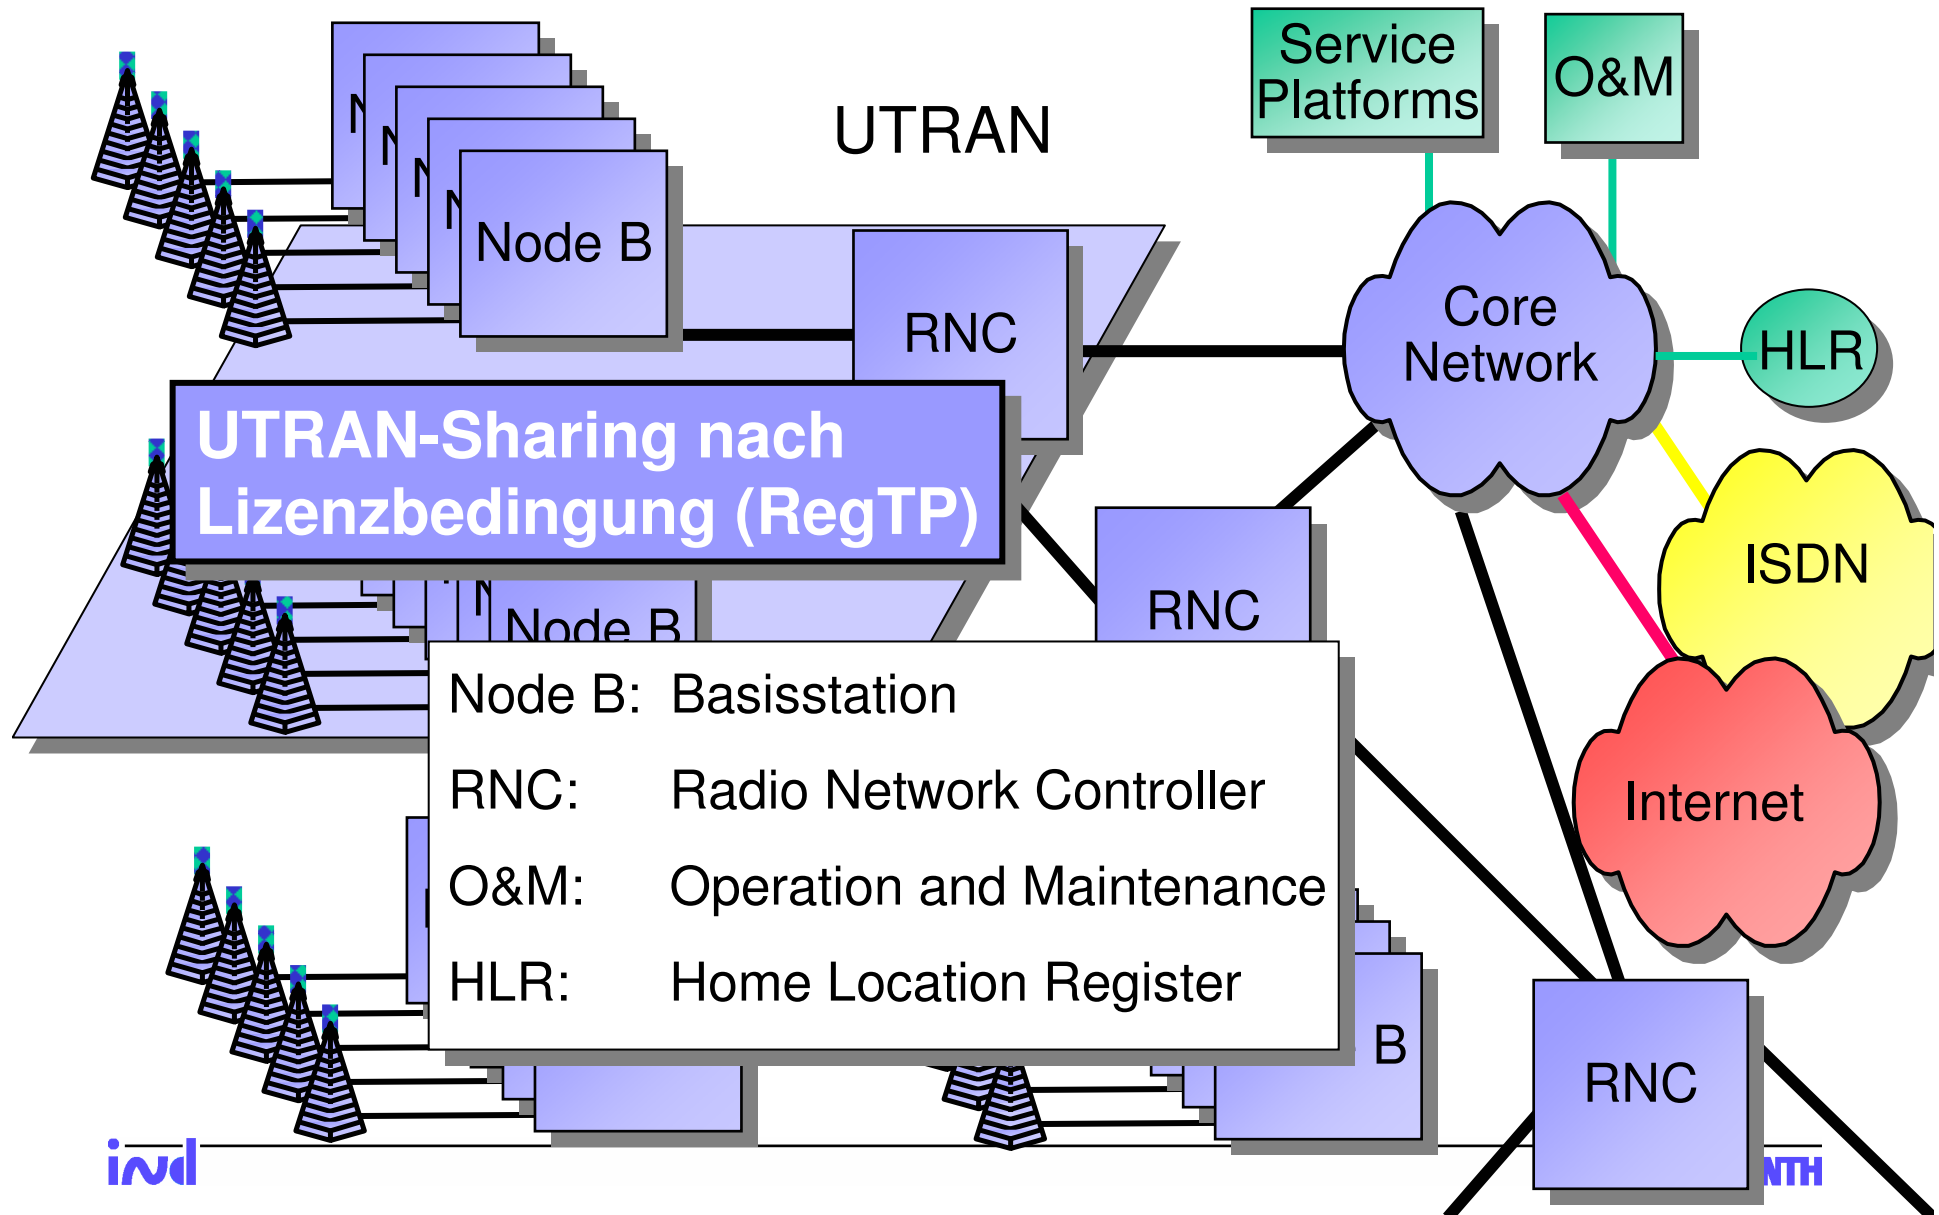 Service
Platforms
O&M
UTRAN
N
N
N
N
Node B
RNC
Core
Network
HLR
UTRAN-Sharing nach
Lizenzbedingung (RegTP)
ISDN
RNC
N
Node B
Node B: Basisstation
RNC: Radio Network Controller
O&M: Operation and Maintenance
HLR: Home Location Register
Internet
B
RNC
ind
NTH